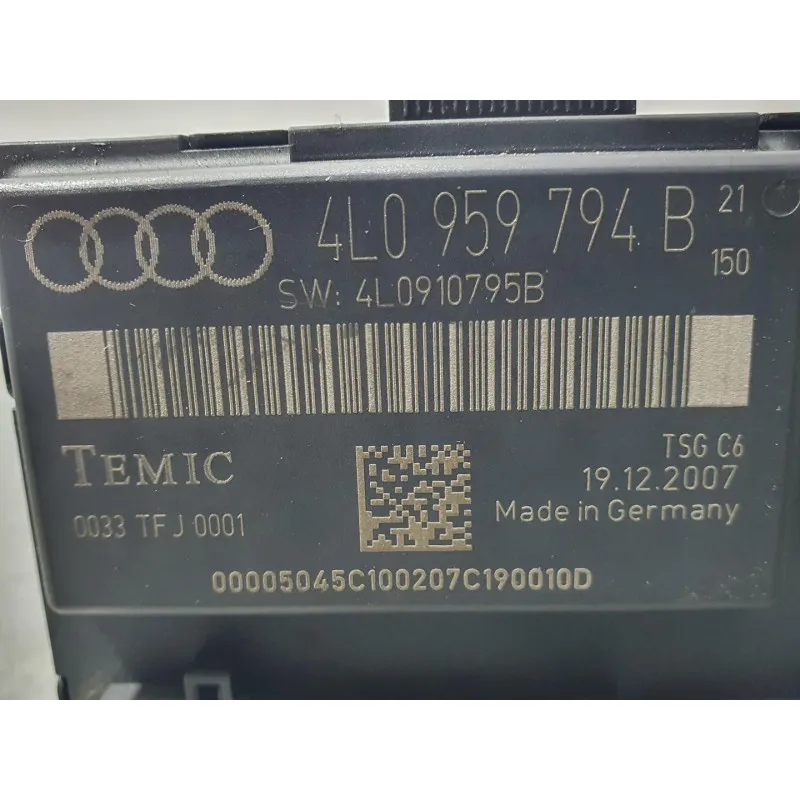 4L0 959 794 B 21
150
SW: 4L0910795B
TEMIC
TSG C6
19.12.2007
0033 TFJ 0001
Made in Germany
00005045C100207C190010D